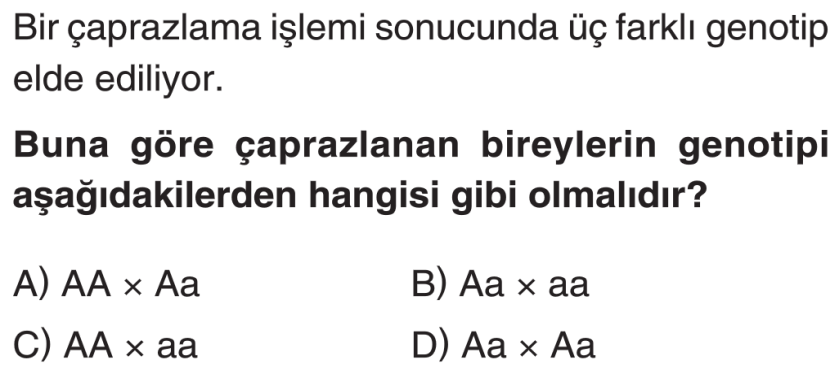 Bir çaprazlama işlemi sonucunda üç farklı genotip
elde ediliyor.
Buna göre çaprazlanan bireylerin genotipi
aşağıdakilerden hangisi gibi olmalıdır?
A) AA × Aa B) Aa × aa
C) AA × aa D) Aa × Aa